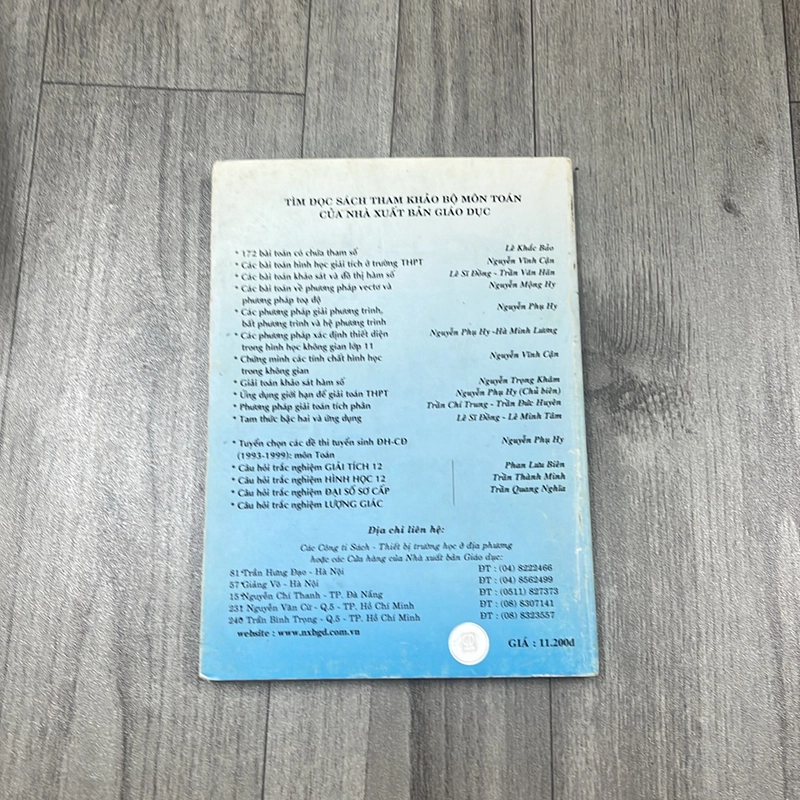 TÌM ĐỌC SÁCH THAM KHẢO BỘ MÔN TOÁN
CỦA NHÀ XUẤT BẢN GIÁO DỤC
* 172 bài toán có chứa tham số Lê Khắc Bảo
* Các bài toán hình học giải tích ở trường THPT Nguyễn Vĩnh Cận
* Các bài toán khảo sát và đồ thị hàm số Lê Sĩ Đồng - Trần Văn Hân
* Các bài toán về phương pháp vectơ và Nguyễn Mộng Hy
phương pháp toạ độ
* Các phương pháp giải phương trình, Nguyễn Phụ Hy
bất phương trình và hệ phương trình
* Các phương pháp xác định thiết diện Nguyễn Phụ Hy -Hà Minh Lương
trong hình học không gian lớp 11
* Chứng minh các tính chất hình học Nguyễn Vĩnh Cận
trong không gian
* Giải toán khảo sát hàm số Nguyễn Trọng Khâm
* Ứng dụng giới hạn để giải toán THPT Nguyễn Phụ Hy (Chủ biên)
* Phương pháp giải toán tích phân Trần Chí Trung - Trần Đức Huyên
* Tam thức bậc hai và ứng dụng Lê Sĩ Đồng - Lê Minh Tâm
* Tuyển chọn các đề thi tuyển sinh ĐH-CĐ Nguyễn Phụ Hy
(1993-1999): môn Toán
* Câu hỏi trắc nghiệm GIẢI TÍCH 12 Phan Lưu Biên
* Câu hỏi trắc nghiệm HÌNH HỌC 12 Trần Thành Minh
* Câu hỏi trắc nghiệm ĐẠI SỐ SƠ CẤP Trần Quang Nghĩa
* Câu hỏi trắc nghiệm LƯỢNG GIÁC
Địa chỉ liên hệ:
Các Công ti Sách - Thiết bị trường học ở địa phương
hoặc các Cửa hàng của Nhà xuất bản Giáo dục:
81 Trần Hưng Đạo - Hà Nội ĐT : (04) 8222466
57 Giảng Võ - Hà Nội ĐT : (04) 8562499
15 Nguyễn Chí Thanh - TP. Đà Nẵng ĐT : (0511) 827373
231 Nguyễn Văn Cừ - Q.5 - TP. Hồ Chí Minh ĐT : (08) 8307141
240 Trần Bình Trọng - Q.5 - TP. Hồ Chí Minh ĐT : (08) 8323557
website : www.nxbgd.com.vn
GIÁ : 11.200đ